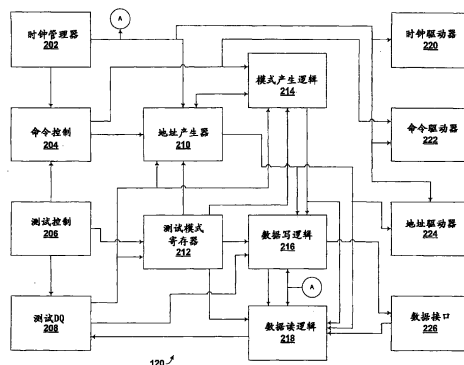 时钟管理器
202
A
时钟驱动器
220
模式产生逻辑
214
命令控制
204
地址产生器
210
命令驱动器
222
测试控制
206
测试模式
寄存器
212
数据写逻辑
216
地址驱动器
224
A
测试DQ
208
数据读逻辑
218
数据接口
226
120